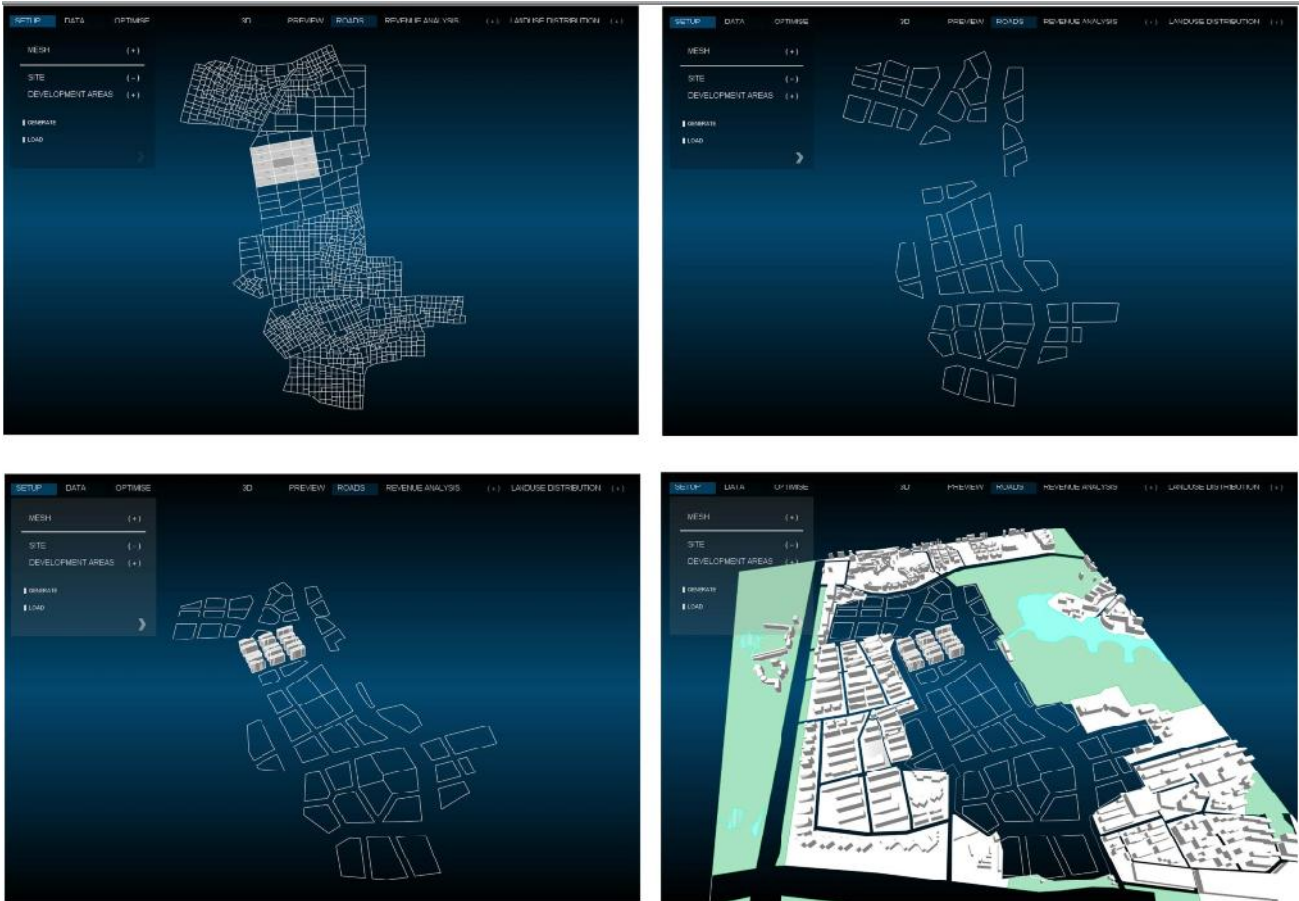 SETUP DATA OPTIMISE 3D PREVIEW ROADS REVENUE ANALYSIS (+) LANDUSE DISTRIBUTION (+)
MESH (+)
SITE (-)
DEVELOPMENT AREAS (+)
GENERATE
LOAD
SETUP DATA OPTIMISE 3D PREVIEW ROADS REVENUE ANALYSIS (+) LANDUSE DISTRIBUTION (+)
MESH (+)
SITE (-)
DEVELOPMENT AREAS (+)
GENERATE
LOAD
SETUP DATA OPTIMISE 3D PREVIEW ROADS REVENUE ANALYSIS (+) LANDUSE DISTRIBUTION (+)
MESH (+)
SITE (-)
DEVELOPMENT AREAS (+)
GENERATE
LOAD
SETUP DATA OPTIMISE 3D PREVIEW ROADS REVENUE ANALYSIS (+) LANDUSE DISTRIBUTION (+)
MESH (+)
SITE (-)
DEVELOPMENT AREAS (+)
GENERATE
LOAD